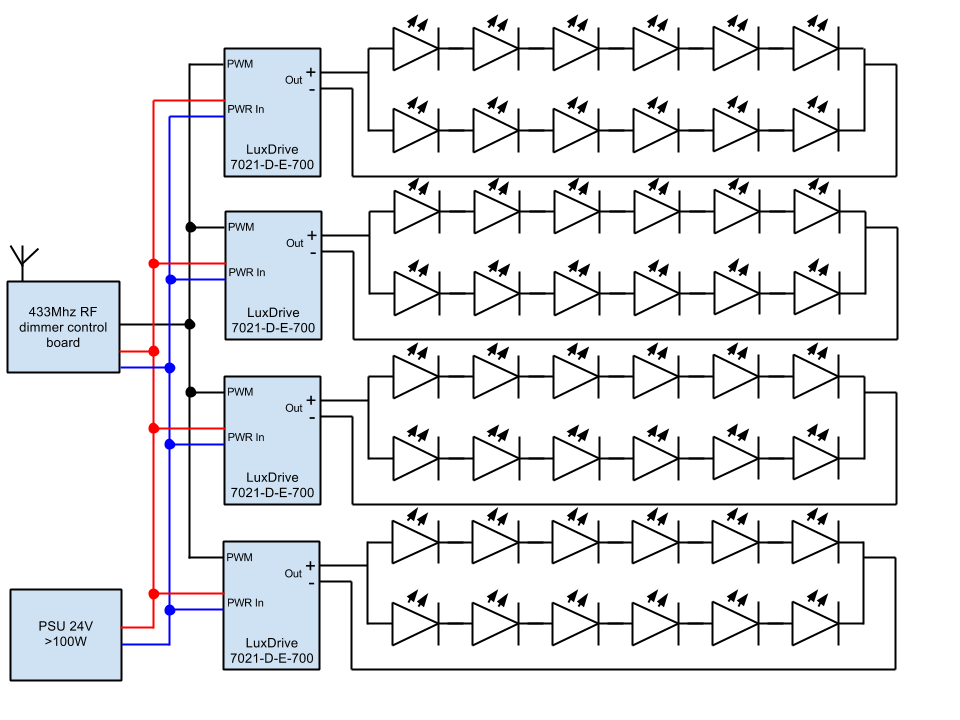 PWM
Out +
-
PWR In
LuxDrive
7021-D-E-700
PWM
Out +
-
PWR In
LuxDrive
7021-D-E-700
433Mhz RF
dimmer control
board
PWM
Out +
-
PWR In
LuxDrive
7021-D-E-700
PWM
Out +
-
PWR In
LuxDrive
7021-D-E-700
PSU 24V
>100W